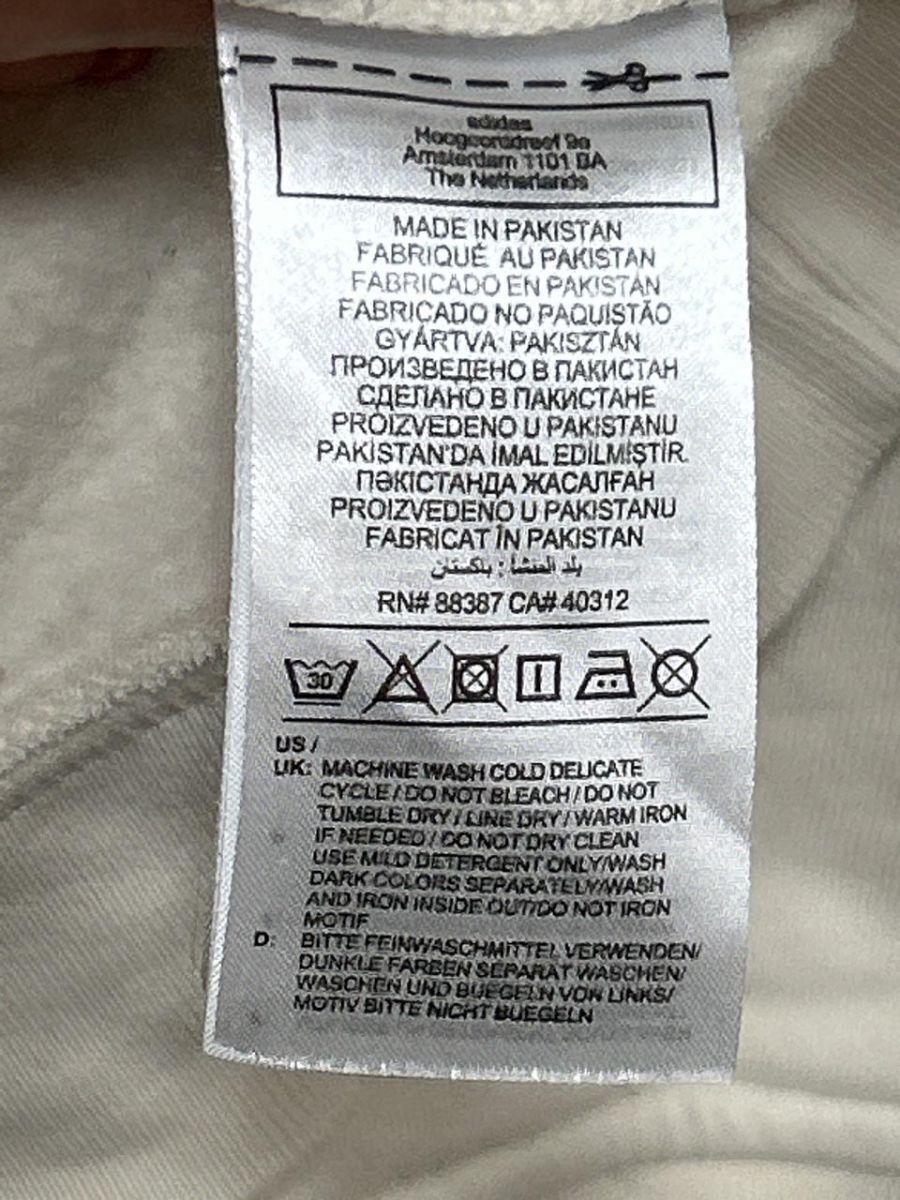 adidas
Hoogoorddreef 9a
Amsterdam 1101 BA
The Netherlands
MADE IN PAKISTAN
FABRIQUÉ AU PAKISTAN
FABRICADO EN PAKISTÁN
FABRICADO NO PAQUISTÃO
GYÁRTVA: PAKISZTÁN
ПРОИЗВЕДЕНО В ПАКИСТАН
СДЕЛАНО В ПАКИСТАНЕ
PROIZVEDENO U PAKISTANU
PAKİSTAN'DA İMAL EDİLMİŞTİR.
ПӘКІСТАНДА ЖАСАЛҒАН
PROIZVEDENO U PAKISTANU
FABRICAT ÎN PAKISTAN
بلد المنشأ : باكستان
RN# 88387 CA# 40312
30
US /
UK: MACHINE WASH COLD DELICATE
CYCLE / DO NOT BLEACH / DO NOT
TUMBLE DRY / LINE DRY / WARM IRON
IF NEEDED / DO NOT DRY CLEAN
USE MILD DETERGENT ONLY/WASH
DARK COLORS SEPARATELY/WASH
AND IRON INSIDE OUT/DO NOT IRON
MOTIF
D: BITTE FEINWASCHMITTEL VERWENDEN/
DUNKLE FARBEN SEPARAT WASCHEN/
WASCHEN UND BUEGELN VON LINKS/
MOTIV BITTE NICHT BUEGELN